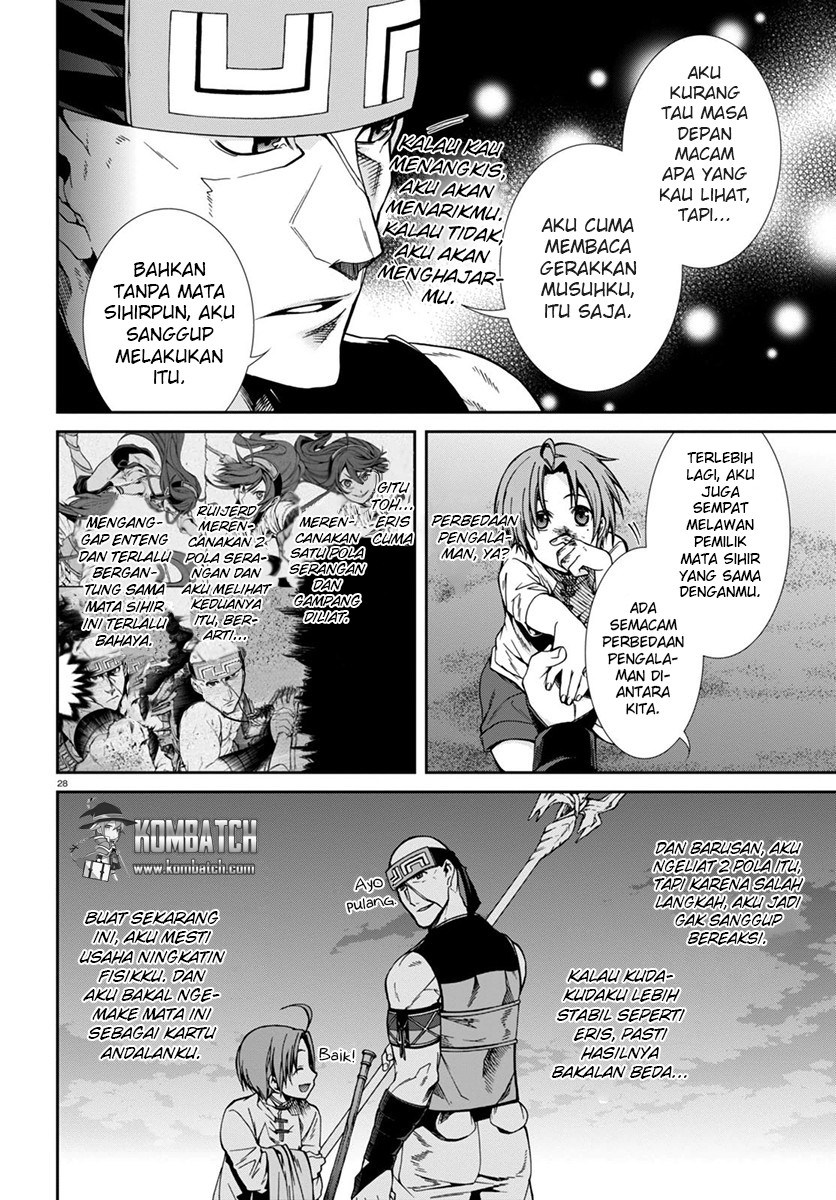 AKU
KURANG
TAU MASA
DEPAN
MACAM
APA YANG
KAU LIHAT,
TAPI...
AKU CUMA
MEMBACA
GERAKKAN
MUSUHKU,
ITU SAJA.
KALAU KAU
MENANGKIS,
AKU AKAN
MENARIKMU.
KALAU TIDAK,
AKU AKAN
MENGHAJAR-
MU.
BAHKAN
TANPA MATA
SIHIRPUN, AKU
SANGGUP
MELAKUKAN
ITU.
TERLEBIH
LAGI, AKU
JUGA
SEMPAT
MELAWAN
PEMILIK
MATA SIHIR
YANG SAMA
DENGANMU.
ADA
SEMACAM
PERBEDAAN
PENGALA-
MAN DI-
ANTARA
KITA.
PERBEDAAN
PENGALA-
MAN, YA?
GITU
TOH...
ERIS
CUMA
MEREN-
CANAKAN
SATU POLA
SERANGAN
DAN
GAMPANG
DILIAT.
RUIJERD
MEREN-
CANAKAN 2
POLA SERA-
NGAN DAN
AKU MELIHAT
KEDUANYA
ITU, BER-
ARTI...
MENGANG-
GAP ENTENG
DAN TERLALU
BERGAN-
TUNG SAMA
MATA SIHIR
INI TERLALU
BAHAYA.
28
KOMBATCH
www.kombatch.com
DAN BARUSAN, AKU
NGELIAT 2 POLA ITU,
TAPI KARENA SALAH
LANGKAH, AKU JADI
GAK SANGGUP
BEREAKSI.
KALAU KUDA-
KUDAKU LEBIH
STABIL SEPERTI
ERIS, PASTI
HASILNYA
BAKALAN BEDA...
Ayo
pulang.
Baik!
BUAT SEKARANG
INI, AKU MESTI
USAHA NINGKATIN
FISIKKU. DAN
AKU BAKAL NGE-
MAKE MATA INI
SEBAGAI KARTU
ANDALANKU.